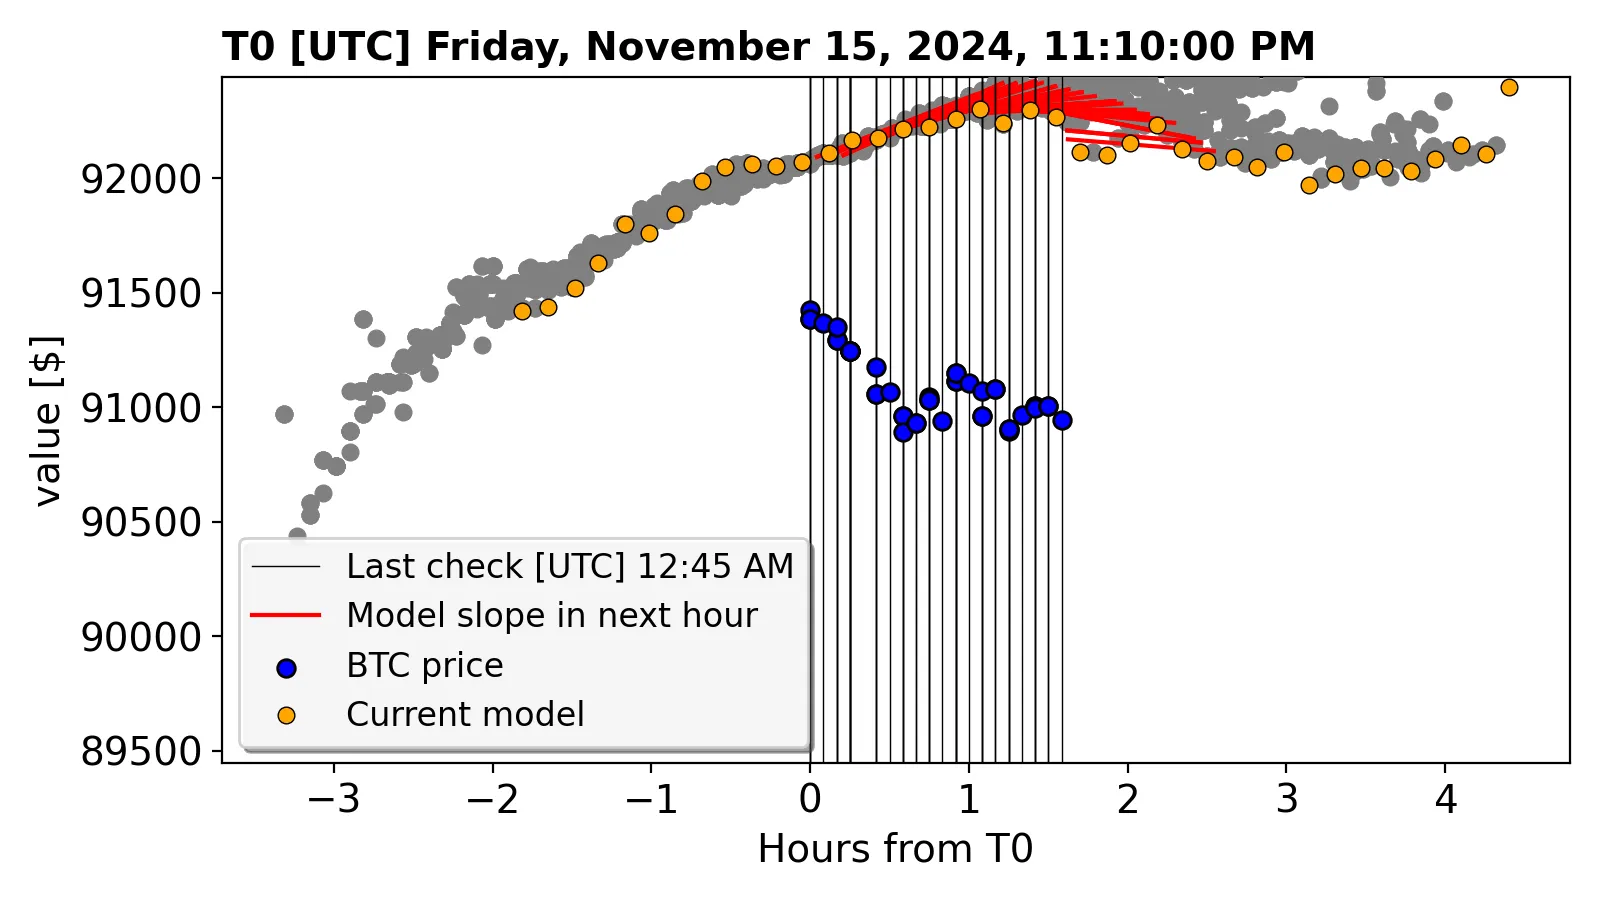 T0 [UTC] Friday, November 15, 2024, 11:10:00 PM
value [$]
92000
91500
91000
90500
90000
89500
Last check [UTC] 12:45 AM
Model slope in next hour
BTC price
Current model
−3 −2 −1 0 1 2 3 4
Hours from T0